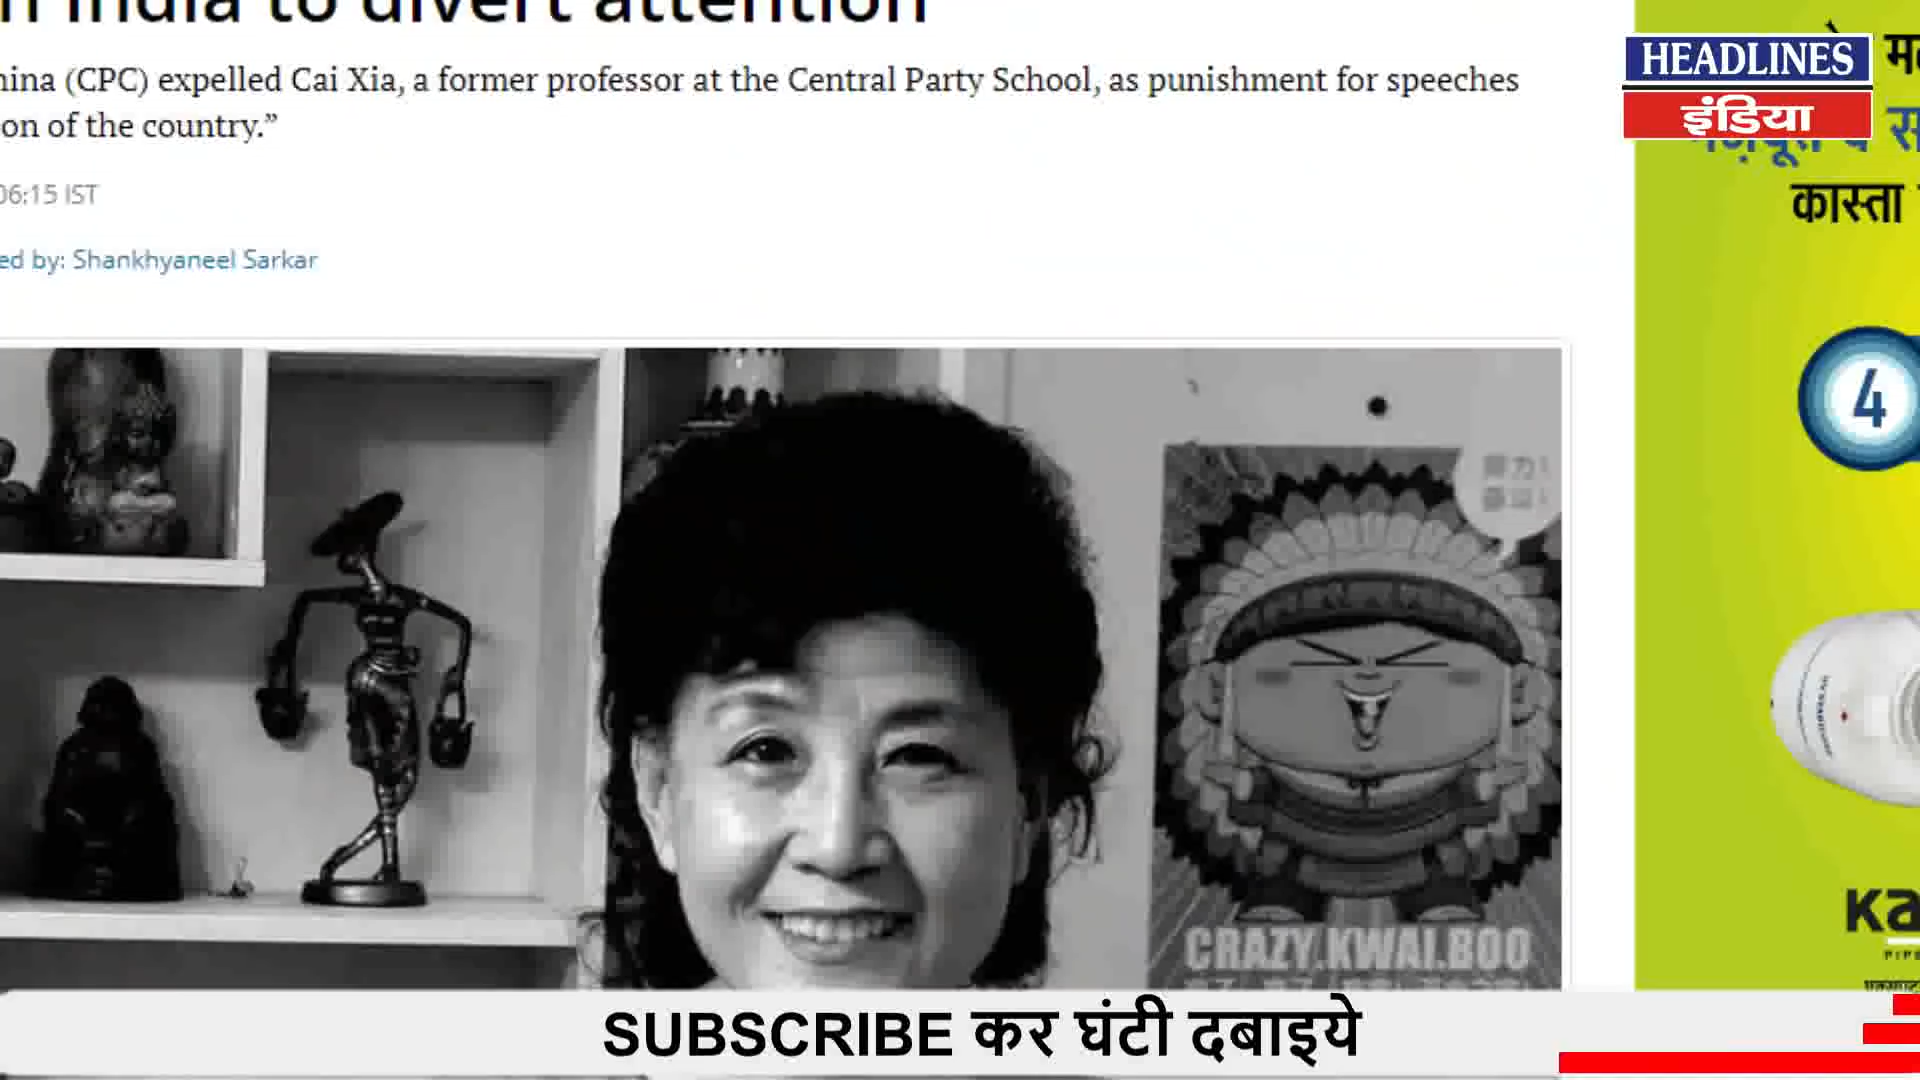 n India to divert attention
hina (CPC) expelled Cai Xia, a former professor at the Central Party School, as punishment for speeches
on of the country.”
06:15 IST
ed by: Shankhyaneel Sarkar
HEADLINES
इंडिया
कास्ता
4
CRAZY.KWAI.BOO
Ka
SUBSCRIBE कर घंटी दबाइये